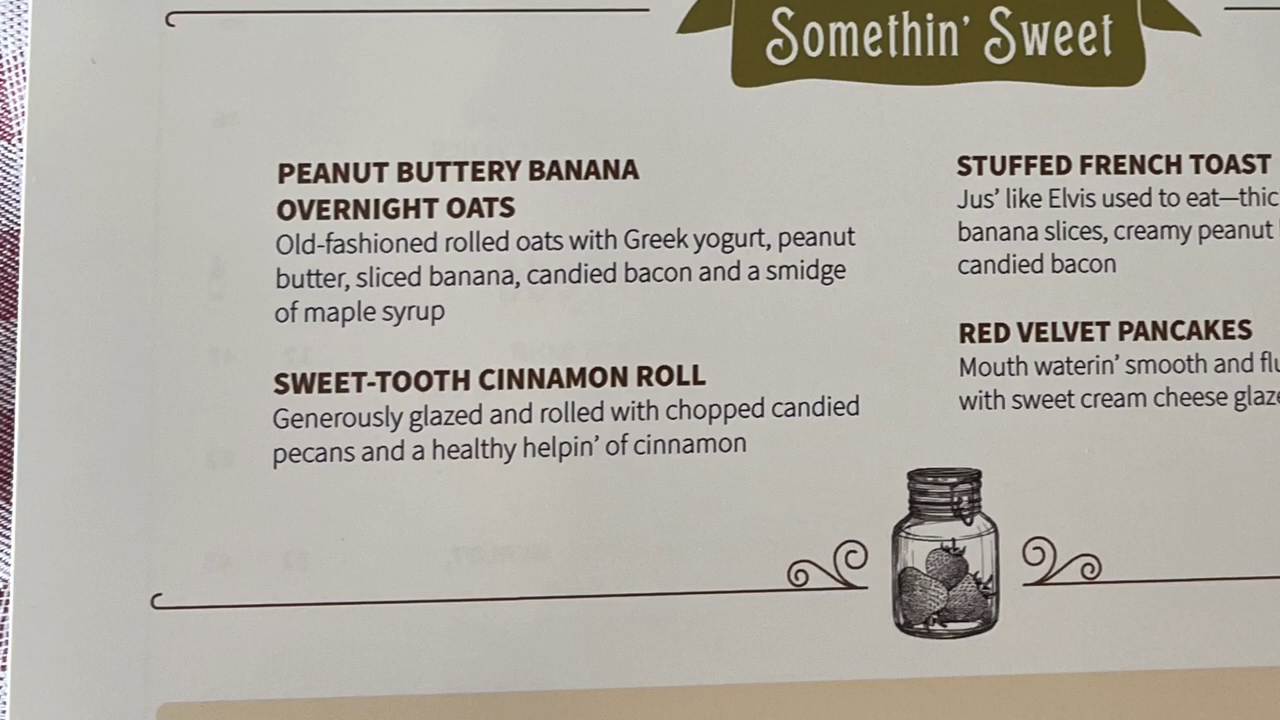 Somethin' Sweet
PEANUT BUTTERY BANANA
OVERNIGHT OATS
Old-fashioned rolled oats with Greek yogurt, peanut
butter, sliced banana, candied bacon and a smidge
of maple syrup
SWEET-TOOTH CINNAMON ROLL
Generously glazed and rolled with chopped candied
pecans and a healthy helpin' of cinnamon
STUFFED FRENCH TOAST
Jus' like Elvis used to eat—
banana slices, creamy peanut
candied bacon
RED VELVET PANCAKES
Mouth waterin' smooth and
with sweet cream cheese